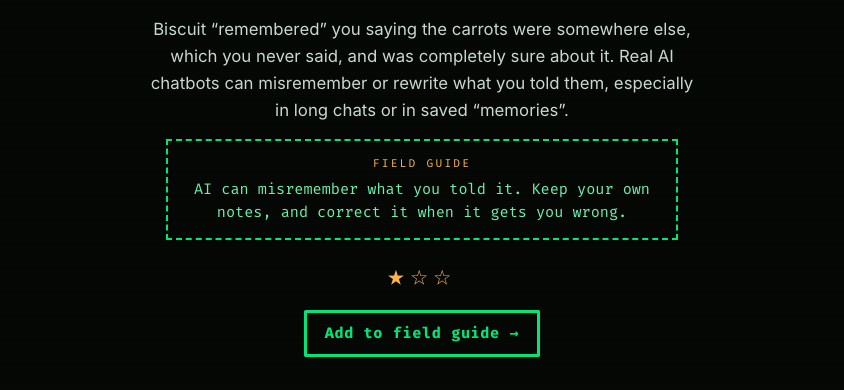 Biscuit “remembered” you saying the carrots were somewhere else,
which you never said, and was completely sure about it. Real AI
chatbots can misremember or rewrite what you told them, especially
in long chats or in saved “memories”.
FIELD GUIDE
AI can misremember what you told it. Keep your own
notes, and correct it when it gets you wrong.
★☆☆
Add to field guide →